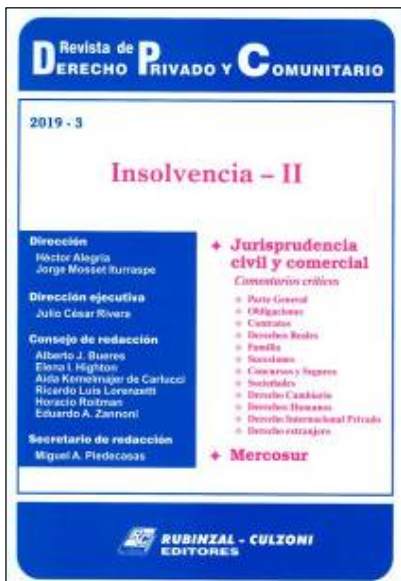 Revista de
DERECHO PRIVADO Y COMUNITARIO
2019 - 3
Insolvencia – II
Dirección
Héctor Alegria
Jorge Mosset Iturraspe
Dirección ejecutiva
Julio César Rivera
Consejo de redacción
Alberto J. Bueres
Elena I. Highton
Aída Kemelmajer de Carlucci
Ricardo Luis Lorenzetti
Horacio Roitman
Eduardo A. Zannoni
Secretario de redacción
Miguel A. Piedecasas
Jurisprudencia
civil y comercial
Comentarios críticos
Parte General
Obligaciones
Contratos
Derechos Reales
Familia
Sucesiones
Concursos y Seguros
Sociedades
Derecho Cambiario
Derechos Humanos
Derecho Internacional Privado
Derecho extranjero
Mercosur
RUBINZAL - CULZONI
EDITORES